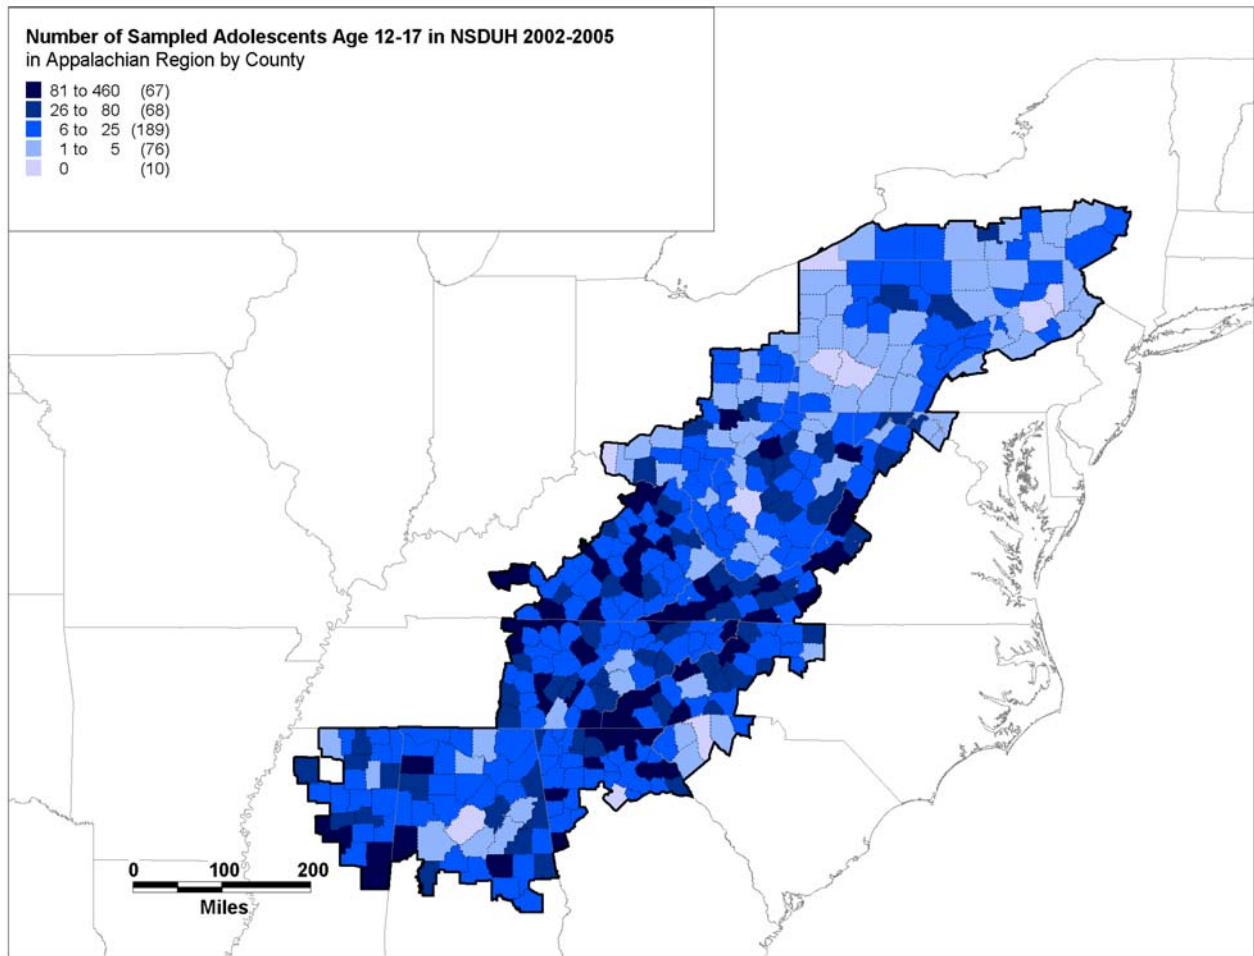 Number of Sampled Adolescents Age 12-17 in NSDUH 2002-2005
in Appalachian Region by County
81 to 460 (67)
26 to 80 (68)
6 to 25 (189)
1 to 5 (76)
0 (10)
0 100 200
Miles